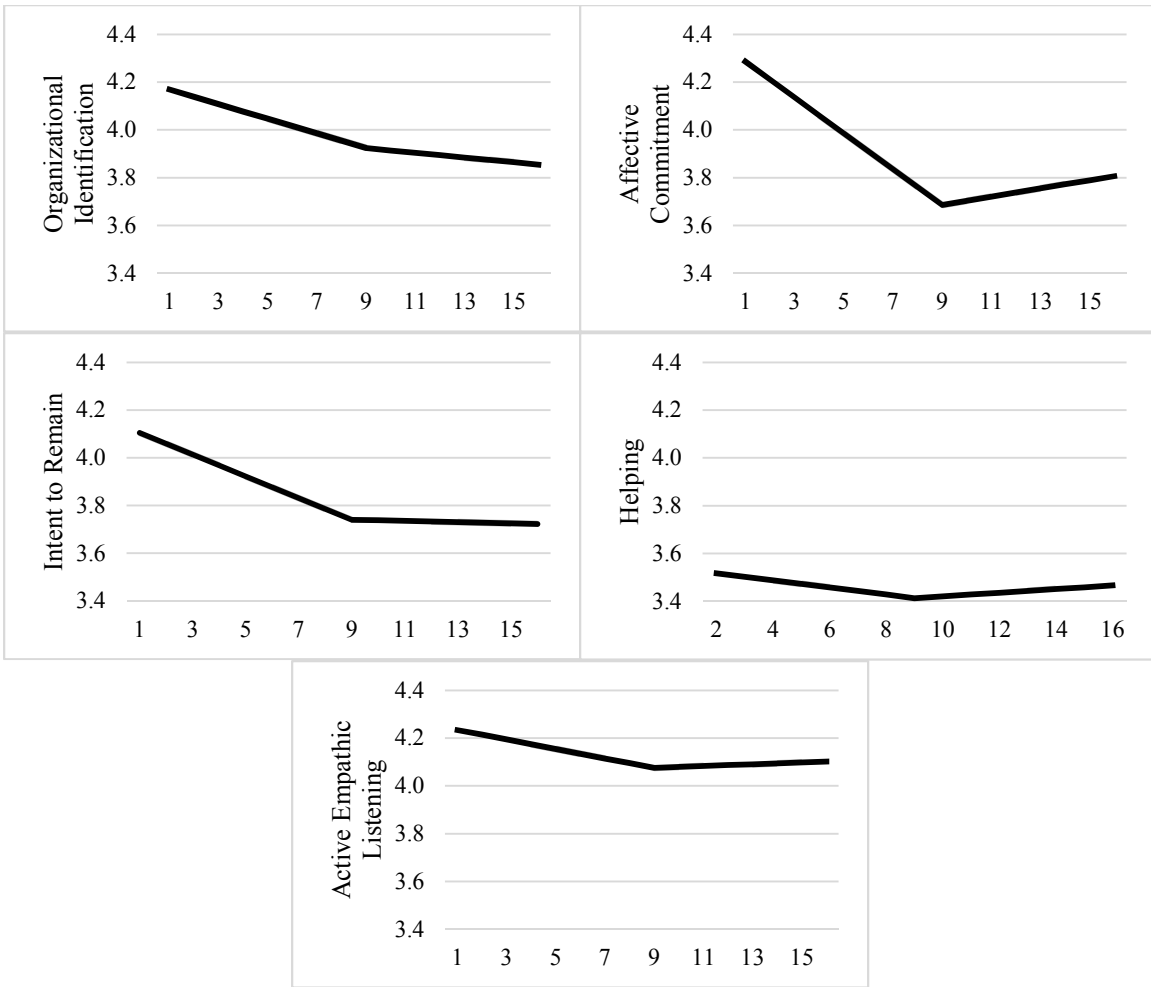 Organizational
Identification
4.4
4.2
4.0
3.8
3.6
3.4
1 3 5 7 9 11 13 15
Affective
Commitment
4.4
4.2
4.0
3.8
3.6
3.4
1 3 5 7 9 11 13 15
Intent to Remain
4.4
4.2
4.0
3.8
3.6
3.4
1 3 5 7 9 11 13 15
Helping
4.4
4.2
4.0
3.8
3.6
3.4
2 4 6 8 10 12 14 16
Active Empathic
Listening
4.4
4.2
4.0
3.8
3.6
3.4
1 3 5 7 9 11 13 15